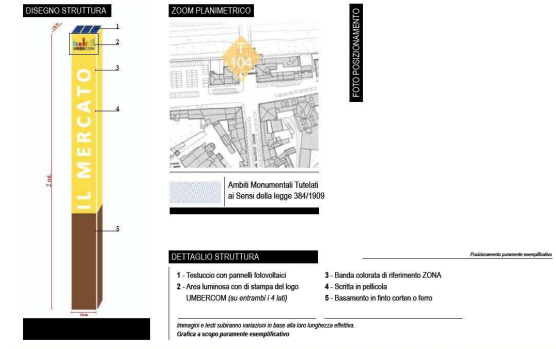 DISEGNO STRUTTURA
1
UMBERCOM
2
3
4
IL MERCATO
2 mt.
5
ZOOM PLANIMETRICO
T
104
Ambiti Monumentali Tutelati
ai Sensi della legge 384/1909
FOTO POSIZIONAMENTO
Posizionamento puramente esemplificativo
DETTAGLIO STRUTTURA
1 - Testuccio con pannelli fotovoltaici
2 - Area luminosa con di stampa del logo
UMBERCOM (su entrambi i 4 lati)
3 - Banda colorata di riferimento ZONA
4 - Scritta in pellicola
5 - Basamento in finto corten o ferro
Immagini e testi subiranno variazioni in base alla loro lunghezza effettiva.
Grafica a scopo puramente esemplificativo